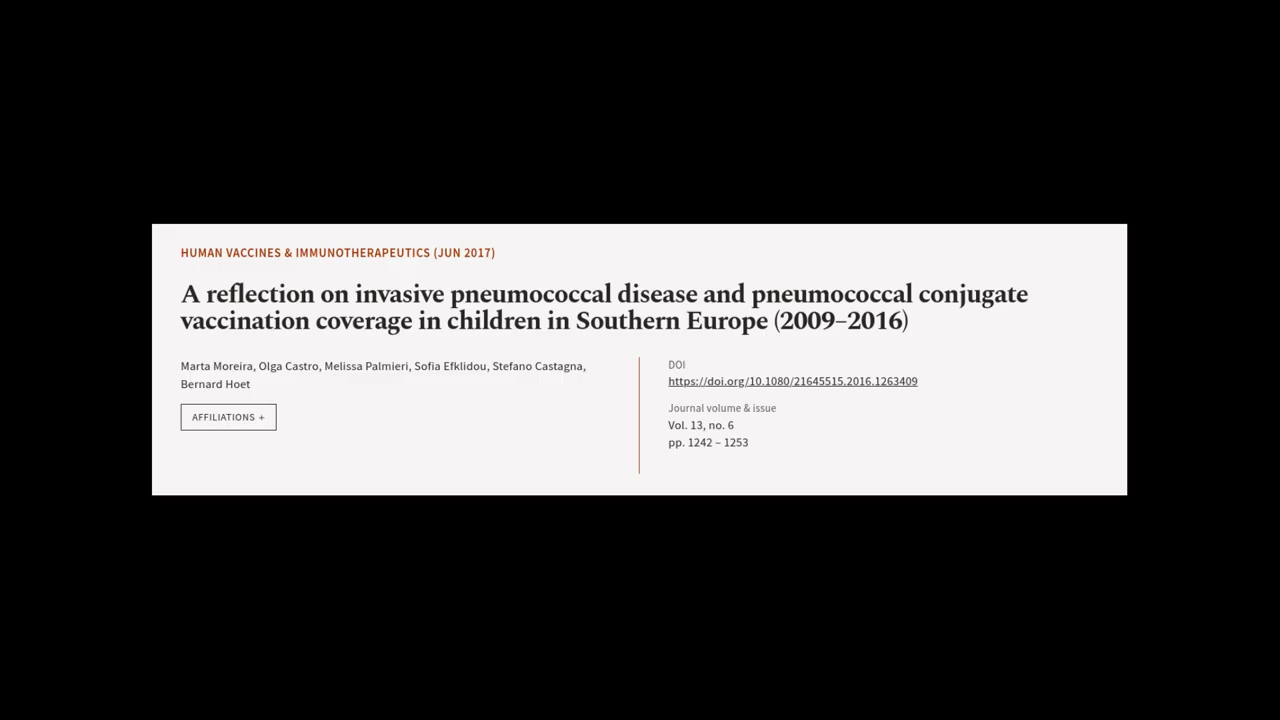 HUMAN VACCINES & IMMUNOTHERAPEUTICS (JUN 2017)
A reflection on invasive pneumococcal disease and pneumococcal conjugate
vaccination coverage in children in Southern Europe (2009–2016)
Marta Moreira, Olga Castro, Melissa Palmieri, Sofia Efklidou, Stefano Castagna,
Bernard Hoet
AFFILIATIONS +
DOI
https://doi.org/10.1080/21645515.2016.1263409
Journal volume & issue
Vol. 13, no. 6
pp. 1242 – 1253